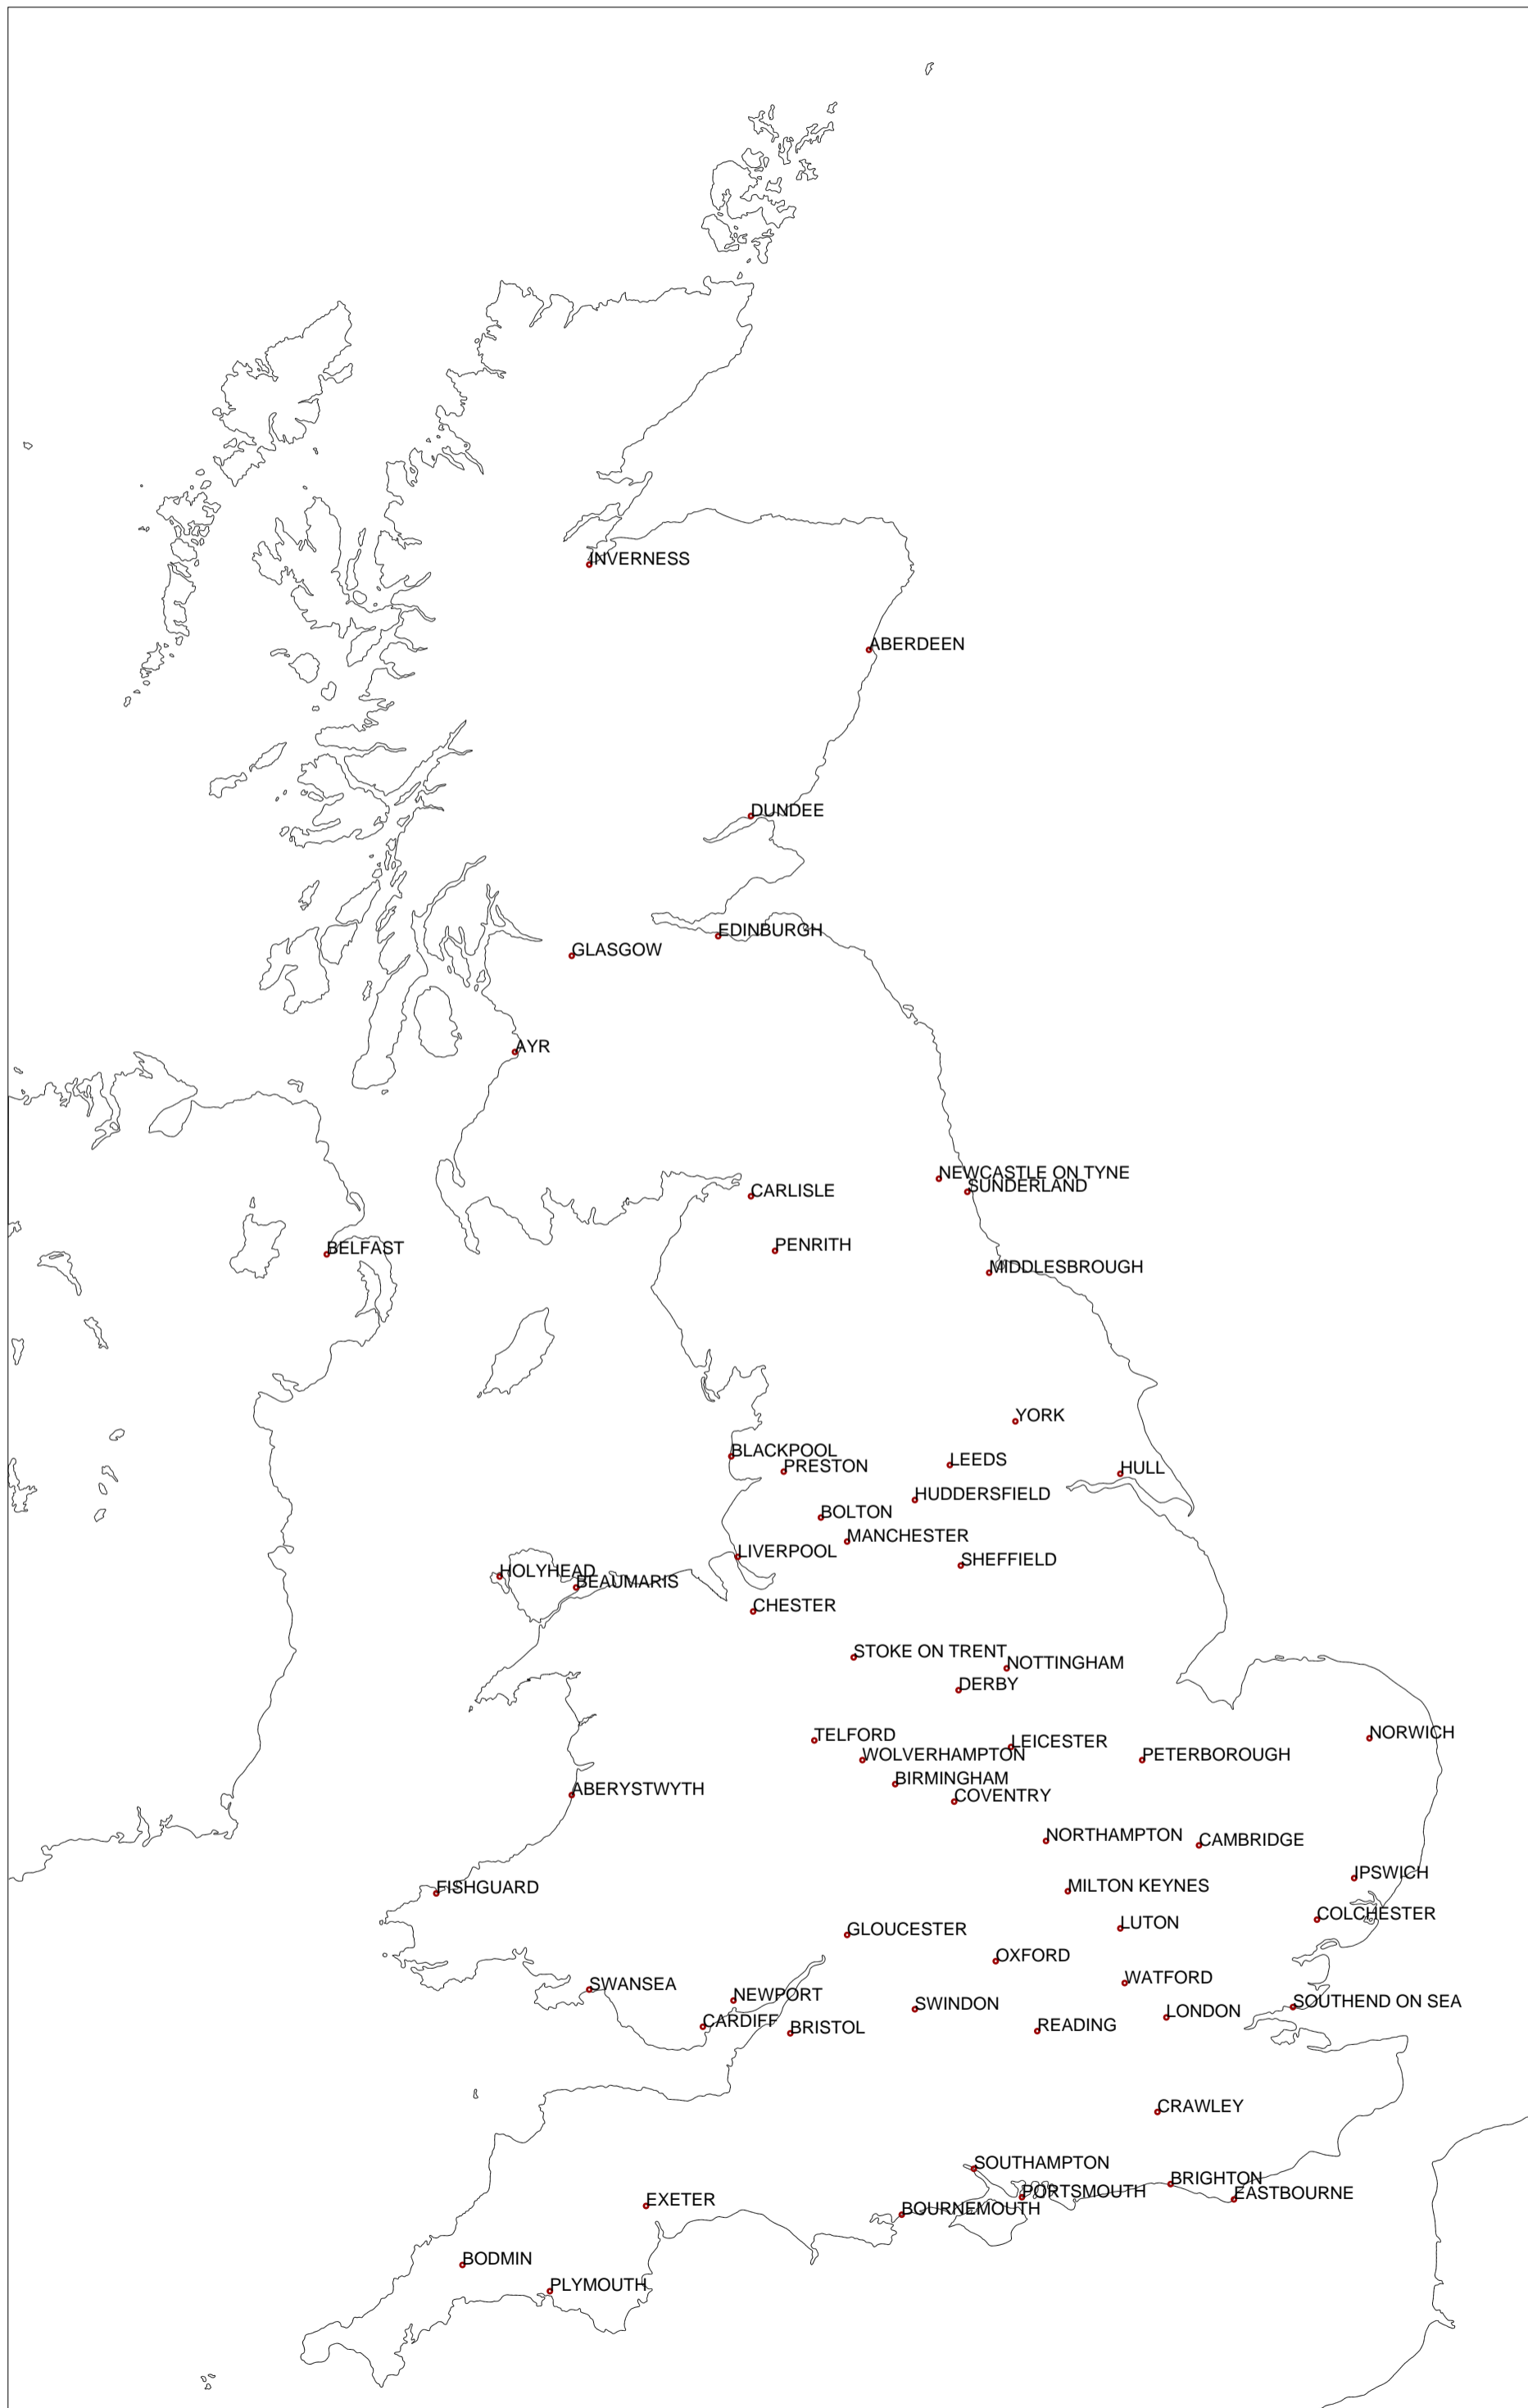 INVERNESS
ABERDEEN
DUNDEE
EDINBURGH
GLASGOW
AYR
NEWCASTLE ON TYNE
SUNDERLAND
CARLISLE
BELFAST
PENRITH
MIDDLESBROUGH
YORK
BLACKPOOL
PRESTON
LEEDS
HULL
HUDDERSFIELD
BOLTON
MANCHESTER
LIVERPOOL
SHEFFIELD
HOLYHEAD
BEAUMARIS
CHESTER
STOKE ON TRENT
NOTTINGHAM
DERBY
TELFORD
LEICESTER
NORWICH
WOLVERHAMPTON
PETERBOROUGH
BIRMINGHAM
ABERYSTWYTH
COVENTRY
NORTHAMPTON
CAMBRIDGE
IPSWICH
FISHGUARD
MILTON KEYNES
COLCHESTER
GLOUCESTER
LUTON
OXFORD
SWANSEA
WATFORD
NEWPORT
SWINDON
SOUTHEND ON SEA
CARDIFF
BRISTOL
READING
LONDON
CRAWLEY
SOUTHAMPTON
BRIGHTON
PORTSMOUTH
EASTBOURNE
EXETER
BOURNEMOUTH
BODMIN
PLYMOUTH